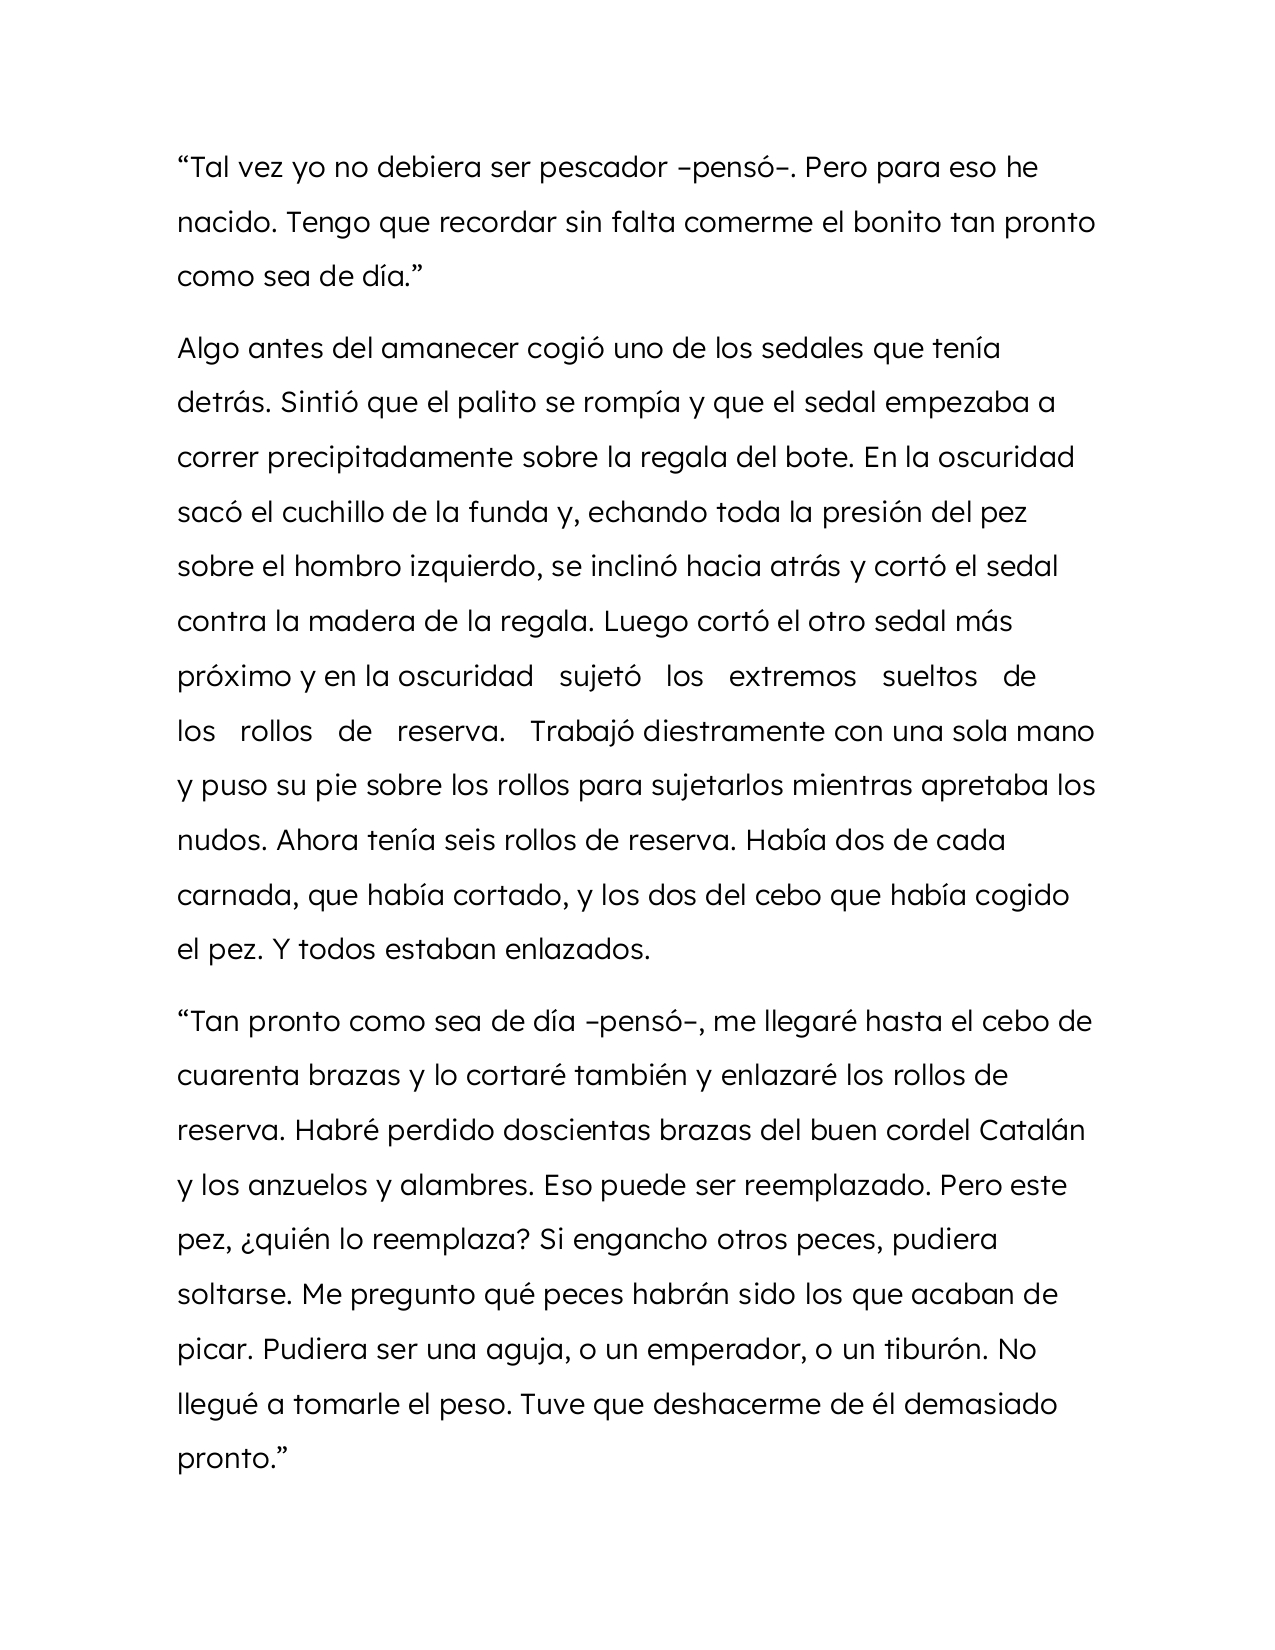 “Tal vez yo no debiera ser pescador –pensó–. Pero para eso he
nacido. Tengo que recordar sin falta comerme el bonito tan pronto
como sea de día.”
Algo antes del amanecer cogió uno de los sedales que tenía
detrás. Sintió que el palito se rompía y que el sedal empezaba a
correr precipitadamente sobre la regala del bote. En la oscuridad
sacó el cuchillo de la funda y, echando toda la presión del pez
sobre el hombro izquierdo, se inclinó hacia atrás y cortó el sedal
contra la madera de la regala. Luego cortó el otro sedal más
próximo y en la oscuridad sujetó los extremos sueltos de
los rollos de reserva. Trabajó diestramente con una sola mano
y puso su pie sobre los rollos para sujetarlos mientras apretaba los
nudos. Ahora tenía seis rollos de reserva. Había dos de cada
carnada, que había cortado, y los dos del cebo que había cogido
el pez. Y todos estaban enlazados.
“Tan pronto como sea de día –pensó–, me llegaré hasta el cebo de
cuarenta brazas y lo cortaré también y enlazaré los rollos de
reserva. Habré perdido doscientas brazas del buen cordel Catalán
y los anzuelos y alambres. Eso puede ser reemplazado. Pero este
pez, ¿quién lo reemplaza? Si engancho otros peces, pudiera
soltarse. Me pregunto qué peces habrán sido los que acaban de
picar. Pudiera ser una aguja, o un emperador, o un tiburón. No
llegué a tomarle el peso. Tuve que deshacerme de él demasiado
pronto.”